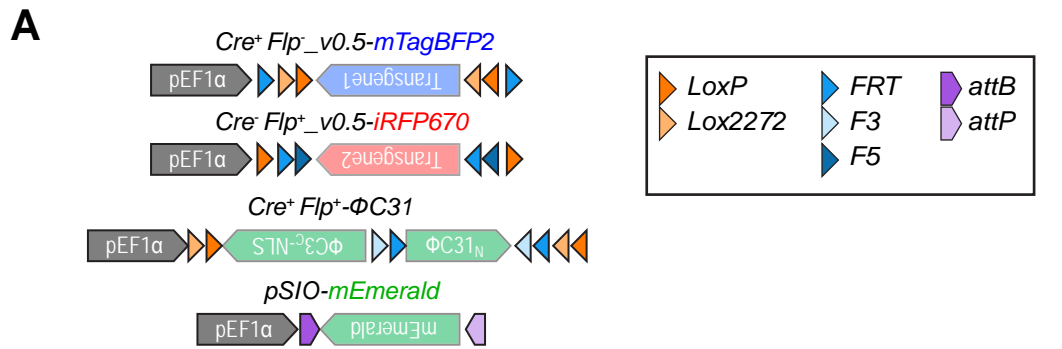 A
Cre⁺ Flp⁻_v0.5-mTagBFP2
pEF1α Transgene1
Cre⁻ Flp⁺_v0.5-iRFP670
pEF1α Transgene2
Cre⁺ Flp⁺-ΦC31
pEF1α ΦC3C-NLS ΦC31N
pSIO-mEmerald
pEF1α mEmerald
LoxP FRT attB
Lox2272 F3 attP
F5